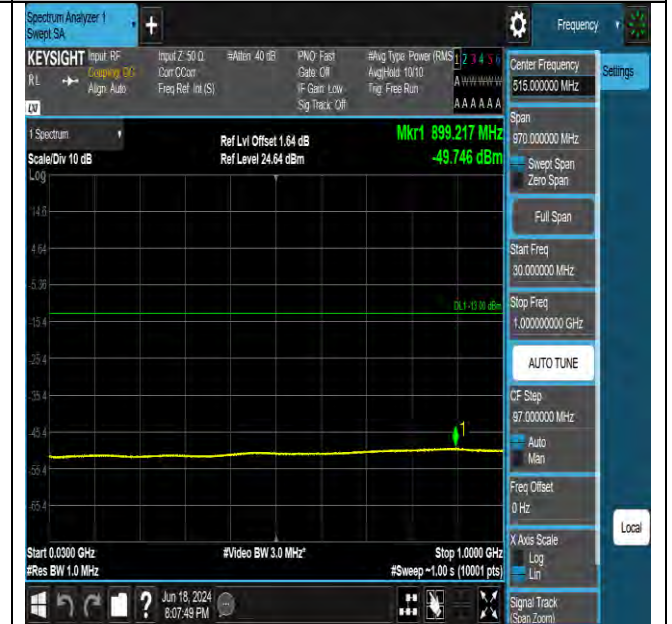 Spectrum Analyzer 1
Swept SA
+
Frequency
KEYSIGHT
RL
LXI
Input: RF
Coupling: DC
Align: Auto
Input Z: 50 Ω
Corr CCorr
Freq Ref: Int (S)
#Atten: 40 dB
PNO: Fast
Gate: Off
IF Gain: Low
Sig Track: Off
#Avg Type: Power (RMS
Avg|Hold: 10/10
Trig: Free Run
1 2 3 4 5 6
A W W W W W
A A A A A A
1 Spectrum
Scale/Div 10 dB
Log
Ref Lvl Offset 1.64 dB
Ref Level 24.64 dBm
Mkr1 899.217 MHz
-49.746 dBm
14.6
4.64
-5.36
-15.4
-25.4
-35.4
-45.4
-55.4
-65.4
DL1 -13.00 dBm
1
Start 0.0300 GHz
#Res BW 1.0 MHz
#Video BW 3.0 MHz*
Stop 1.0000 GHz
#Sweep ~1.00 s (10001 pts)
Center Frequency
515.000000 MHz
Settings
Span
970.000000 MHz
Swept Span
Zero Span
Full Span
Start Freq
30.000000 MHz
Stop Freq
1.000000000 GHz
AUTO TUNE
CF Step
97.000000 MHz
Auto
Man
Freq Offset
0 Hz
X Axis Scale
Log
Lin
Signal Track
(Span Zoom)
Local
?
Jun 18, 2024
8:07:49 PM